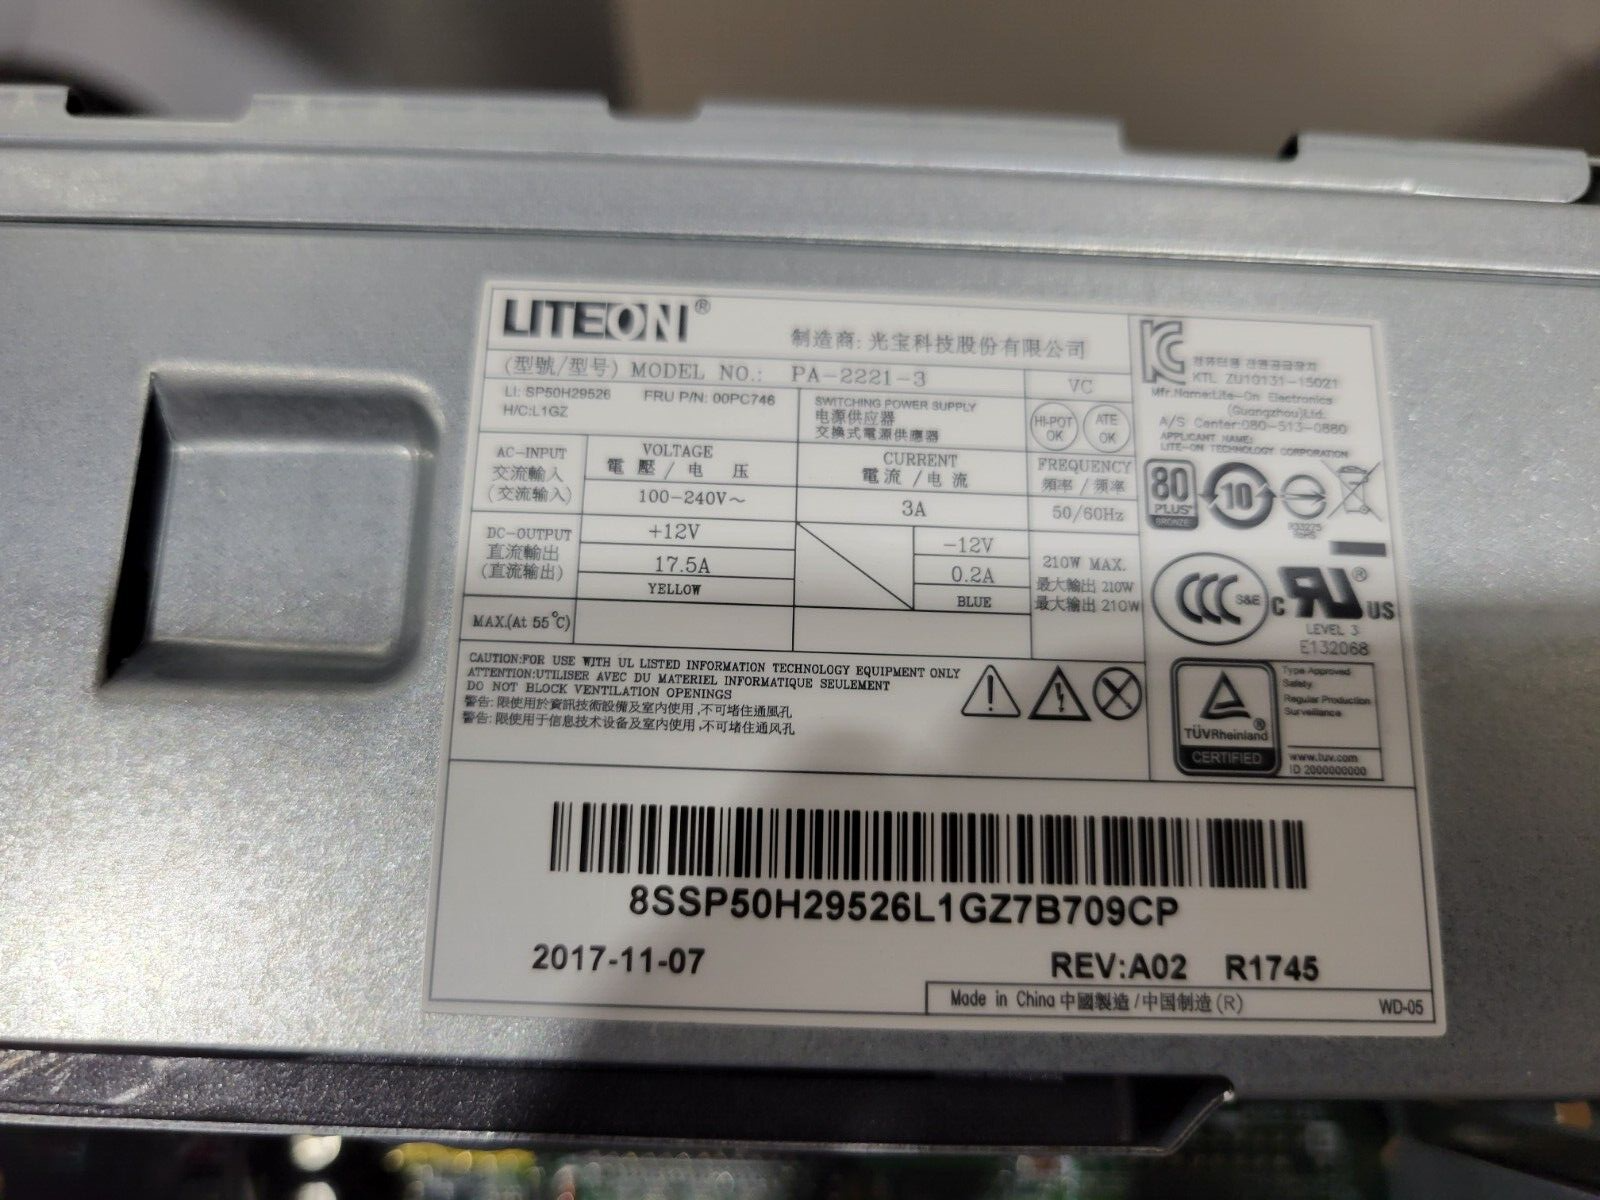 LITEON®
制造商: 光宝科技股份有限公司
(型號/型号) MODEL NO.: PA-2221-3
VC
LI: SP50H29526 FRU P/N: 00PC746
H/C:L1GZ
SWITCHING POWER SUPPLY
电源供应器
交換式電源供應器
HI-POT
OK
ATE
OK
AC-INPUT
交流輸入
(交流输入)
VOLTAGE
電 壓 / 电 压
CURRENT
電流 / 电流
FREQUENCY
頻率 / 频率
100-240V~
3A
50/60Hz
DC-OUTPUT
直流輸出
(直流输出)
+12V
17.5A
YELLOW
-12V
0.2A
BLUE
210W MAX.
最大輸出 210W
最大输出 210W
MAX.(At 55℃)
CAUTION:FOR USE WITH UL LISTED INFORMATION TECHNOLOGY EQUIPMENT ONLY
ATTENTION:UTILISER AVEC DU MATERIEL INFORMATIQUE SEULEMENT
DO NOT BLOCK VENTILATION OPENINGS
警告: 限使用於資訊技術設備及室內使用 ,不可堵住通風孔
警告: 限使用于信息技术设备及室内使用 ,不可堵住通风孔
KTL ZU10131-15021
Mfr.Name:Lite-On Electronics
(Guangzhou)Ltd.
A/S Center:080-513-0880
APPLICANT NAME:
LITE-ON TECHNOLOGY CORPORATION
80
PLUS®
BRONZE
10
CCC S&E
C RU® US
LEVEL 3
E132068
TÜVRheinland®
CERTIFIED
Type Approved
Safety
Regular Production
Surveillance
www.tuv.com
ID 2000000000
8SSP50H29526L1GZ7B709CP
2017-11-07
REV:A02 R1745
Made in China 中國製造 /中国制造(R)
WD-05